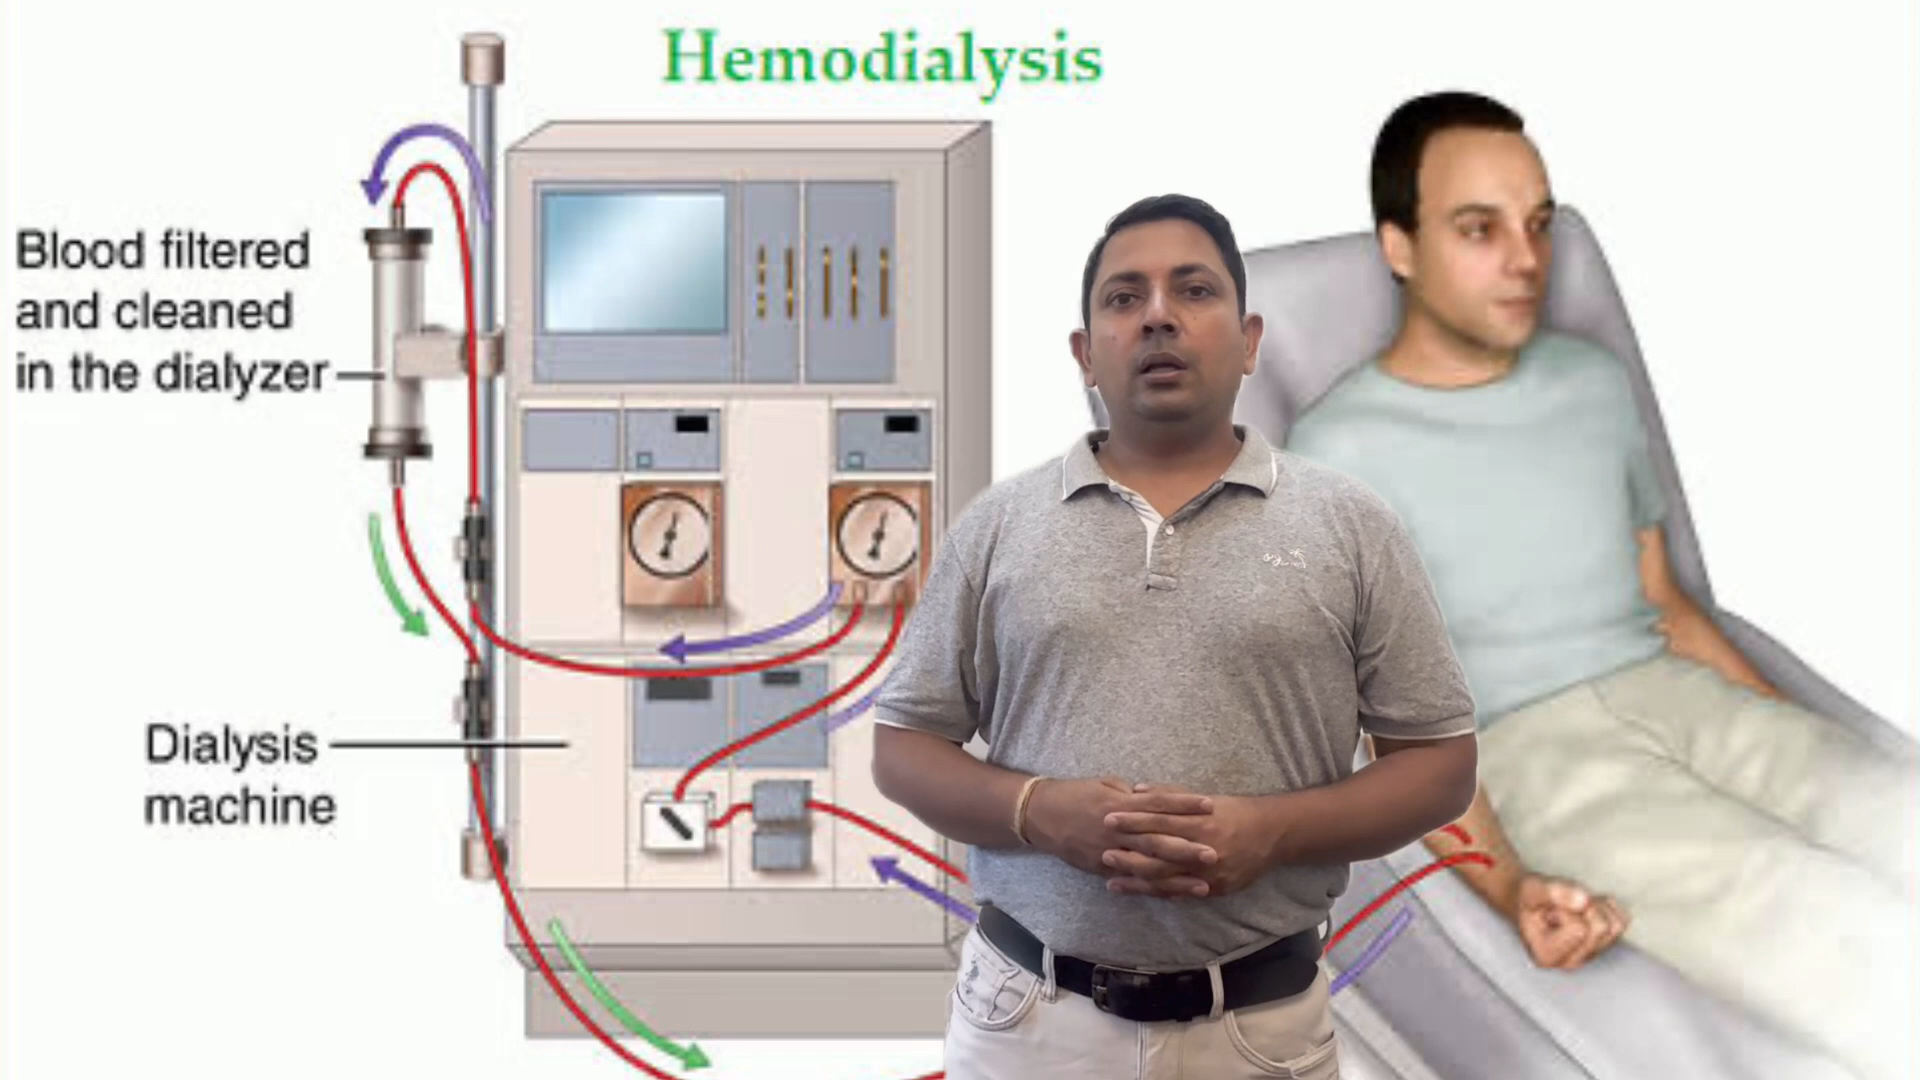 Hemodialysis
Blood filtered
and cleaned
in the dialyzer
Dialysis
machine